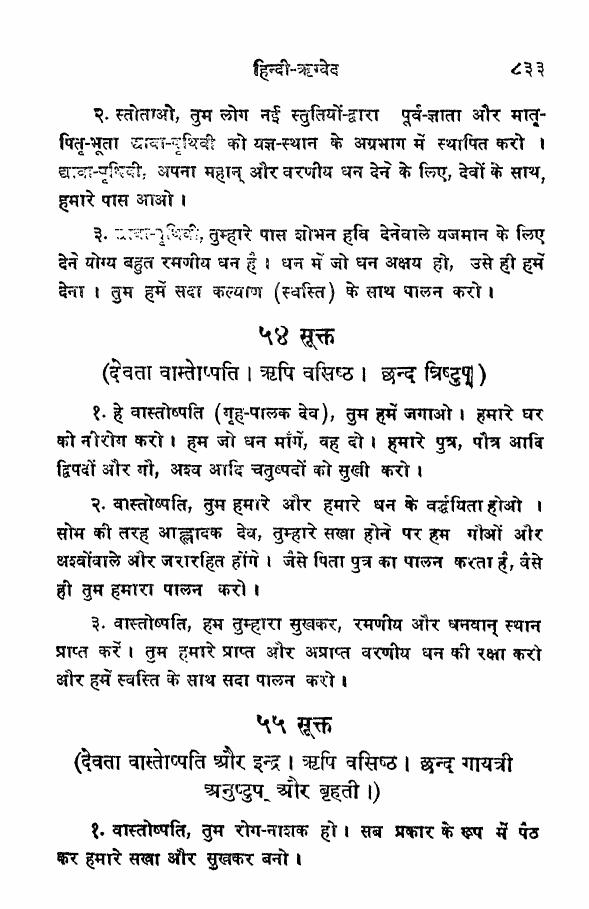 हिन्दी-ऋग्वेद ८३३
२. स्तोताओ, तुम लोग नई स्तुतियों-द्वारा पूर्व-ज्ञाता और मातृ-
पितृ-भूता द्यावा-पृथिवी को यज्ञ-स्थान के अग्रभाग में स्थापित करो ।
द्यावा-पृथिवी, अपना महान् और वरणीय धन देने के लिए, देवों के साथ,
हमारे पास आओ ।
३. द्यावा-पृथिवी, तुम्हारे पास शोभन हवि देनेवाले यजमान के लिए
देने योग्य बहुत रमणीय धन है । धन में जो धन अक्षय हो, उसे ही हमें
देना । तुम हमें सदा कल्याण (स्वस्ति) के साथ पालन करो ।
५४ सूक्त
(देवता वास्तोष्पति । ऋषि वसिष्ठ । छन्द त्रिष्टुप्)
१. हे वास्तोष्पति (गृह-पालक देव), तुम हमें जगाओ । हमारे घर
को नीरोग करो । हम जो धन माँगें, वह दो । हमारे पुत्र, पौत्र आदि
द्विपदों और गौ, अश्व आदि चतुष्पदों को सुखी करो ।
२. वास्तोष्पति, तुम हमारे और हमारे धन के वर्द्धयिता होओ ।
सोम की तरह आह्लादक देव, तुम्हारे सखा होने पर हम गौओं और
अश्वोंवाले और जरारहित होंगे । जैसे पिता पुत्र का पालन करता है, वैसे
ही तुम हमारा पालन करो ।
३. वास्तोष्पति, हम तुम्हारा सुखकर, रमणीय और धनवान् स्थान
प्राप्त करें । तुम हमारे प्राप्त और अप्राप्त वरणीय धन की रक्षा करो
और हमें स्वस्ति के साथ सदा पालन करो ।
५५ सूक्त
(देवता वास्तोष्पति और इन्द्र । ऋषि वसिष्ठ । छन्द गायत्री
अनुष्टुप् और बृहती ।)
१. वास्तोष्पति, तुम रोग-नाशक हो । सब प्रकार के रूप में पैठ
कर हमारे सखा और सुखकर बनो ।